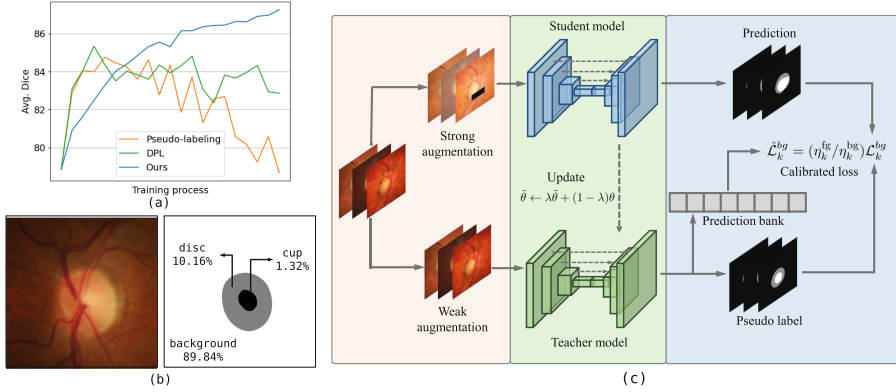 86
84
82
80
Avg. Dice
Pseudo-labeling
DPL
Ours
Training process
(a)
disc
10.16%
cup
1.32%
background
89.84%
(b)
Student model
Prediction
Strong
augmentation
Update
θ̃ ← λθ̃ + (1 − λ)θ
L̂_k^{bg} = (η_k^{fg}/η_k^{bg})L_k^{bg}
Calibrated loss
Prediction bank
Weak
augmentation
Teacher model
Pseudo label
(c)